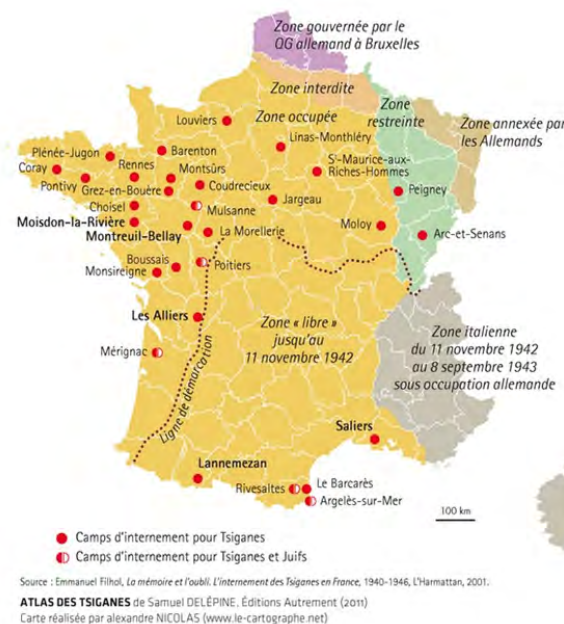 Zone gouvernée par le
QG allemand à Bruxelles
Zone interdite
Zone occupée
Zone
restreinte
Zone annexée par
les Allemands
Louviers
Linas-Monthléry
Plénée-Jugon
Barenton
Coray
Rennes
Montsûrs
St-Maurice-aux-
Riches-Hommes
Pontivy
Grez-en-Bouère
Coudrecieux
Peigney
Choisel
Mulsanne
Jargeau
Moisdon-la-Rivière
Moloy
Arc-et-Senans
Montreuil-Bellay
La Morellerie
Boussais
Poitiers
Monsireigne
Les Alliers
Zone « libre »
jusqu'au
11 novembre 1942
Zone italienne
du 11 novembre 1942
au 8 septembre 1943
sous occupation allemande
Mérignac
Ligne de démarcation
Saliers
Lannemezan
Rivesaltes
Le Barcarès
Argelès-sur-Mer
100 km
Camps d'internement pour Tsiganes
Camps d'internement pour Tsiganes et Juifs
Source : Emmanuel Filhol, La mémoire et l'oubli. L'internement des Tsiganes en France, 1940-1946, L'Harmattan, 2001.
ATLAS DES TSIGANES de Samuel DELÉPINE, Éditions Autrement (2011)
Carte réalisée par alexandre NICOLAS (www.le-cartographe.net)